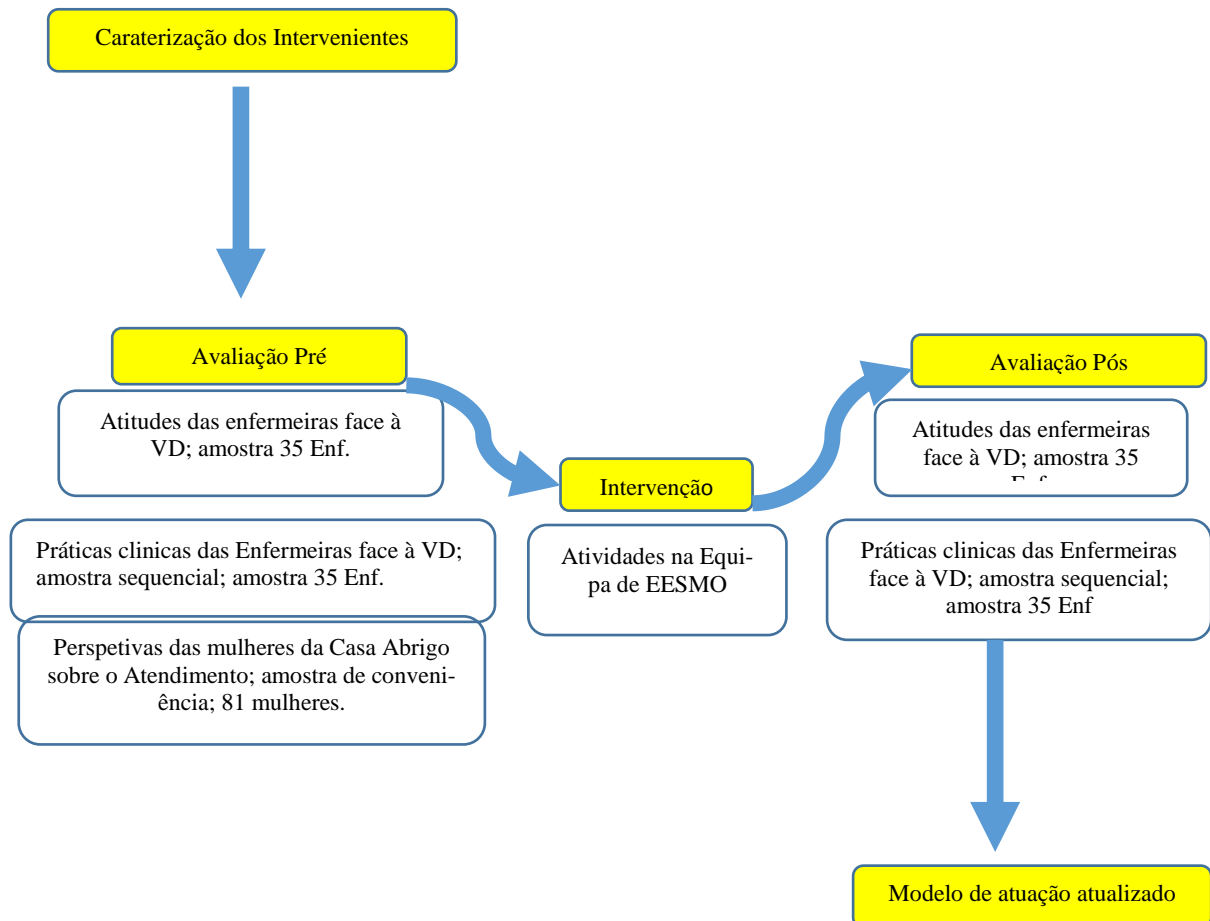 Caraterização dos Intervenientes
Avaliação Pré
Atitudes das enfermeiras face à
VD; amostra 35 Enf.
Práticas clinicas das Enfermeiras face à VD;
amostra sequencial; amostra 35 Enf.
Perspetivas das mulheres da Casa Abrigo
sobre o Atendimento; amostra de conveni-
ência; 81 mulheres.
Intervenção
Atividades na Equi-
pa de EESMO
Avaliação Pós
Atitudes das enfermeiras
face à VD; amostra 35
Práticas clinicas das Enfermeiras
face à VD; amostra sequencial;
amostra 35 Enf
Modelo de atuação atualizado